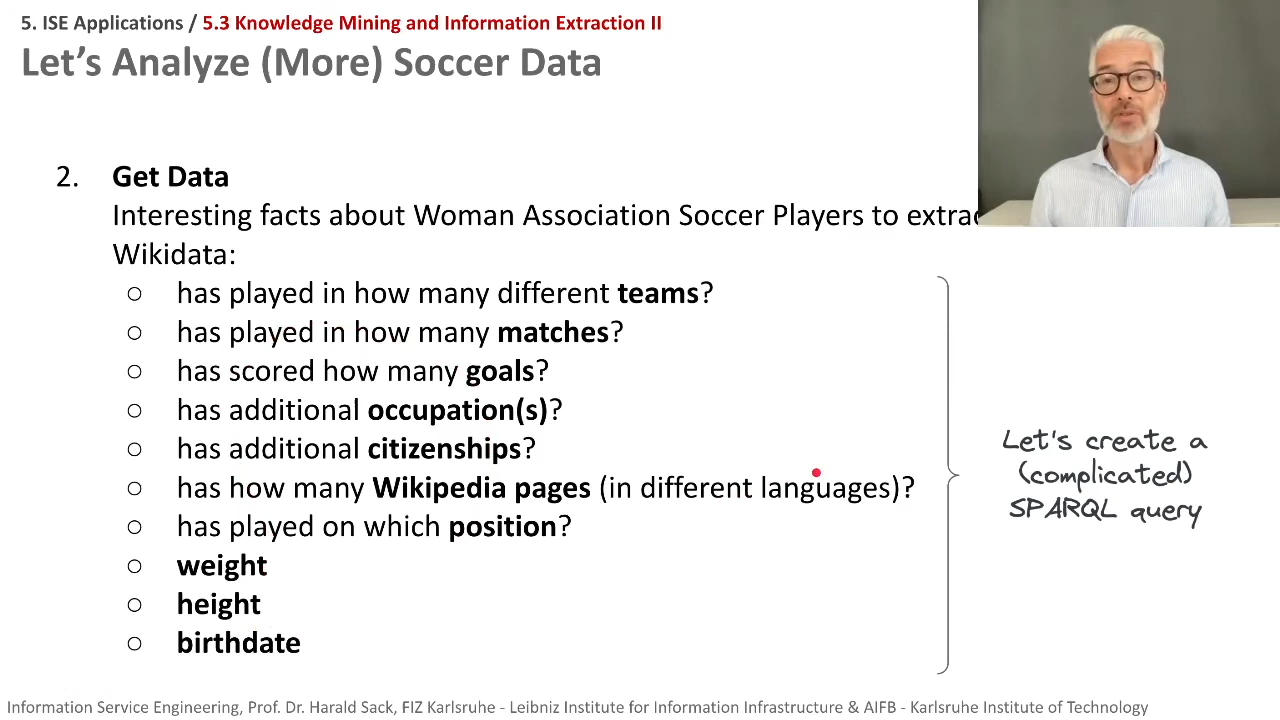 5. ISE Applications / 5.3 Knowledge Mining and Information Extraction II
Let's Analyze (More) Soccer Data
2. Get Data
Interesting facts about Woman Association Soccer Players to
Wikidata:
○ has played in how many different teams?
○ has played in how many matches?
○ has scored how many goals?
○ has additional occupation(s)?
○ has additional citizenships?
○ has how many Wikipedia pages (in different languages)?
○ has played on which position?
○ weight
○ height
○ birthdate
Let's create a
(complicated)
SPARQL query
Information Service Engineering, Prof. Dr. Harald Sack, FIZ Karlsruhe - Leibniz Institute for Information Infrastructure & AIFB - Karlsruhe Institute of Technology